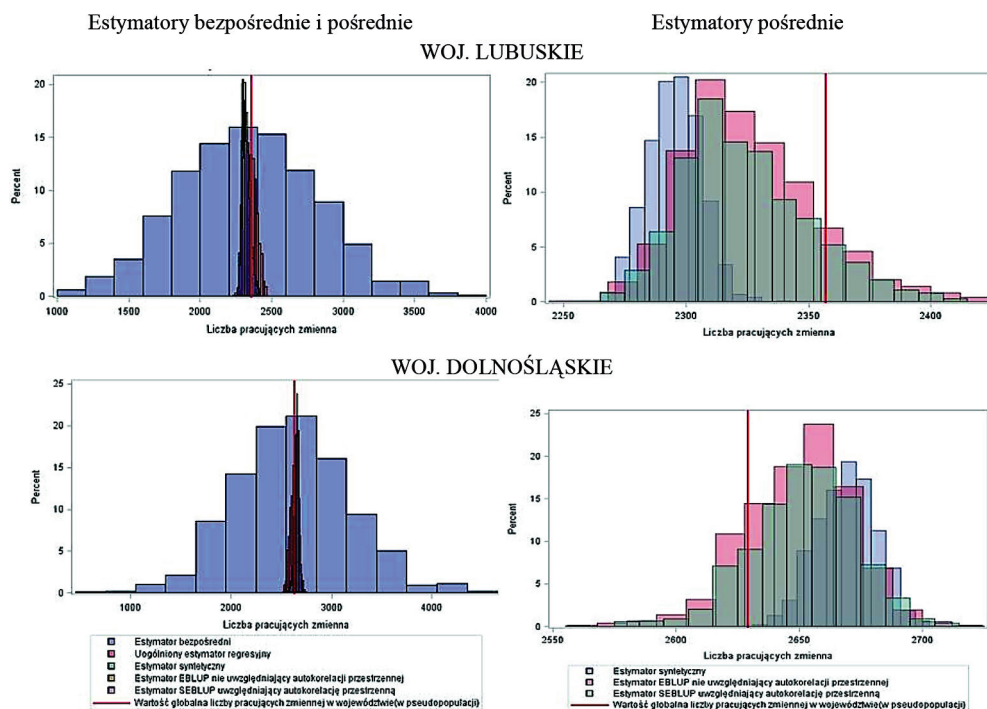 Estymatory bezpośrednie i pośrednie
Estymatory pośrednie
WOJ. LUBUSKIE
20
15
10
5
0
Percent
1000 1500 2000 2500 3000 3500 4000
Liczba pracujących zmienna
20
15
10
5
0
Percent
2250 2300 2350 2400
Liczba pracujących zmienna
WOJ. DOLNOŚLĄSKIE
25
20
15
10
5
0
Percent
1000 2000 3000 4000
Liczba pracujących zmienna
Estymator bezpośredni
Uogólniony estymator regresyjny
Estymator syntetyczny
Estymator EBLUP nie uwzględniający autokorelacji przestrzennej
Estymator SEBLUP uwzględniający autokorelację przestrzenną
Wartość globalna liczby pracujących zmiennej w województwie(w pseudopopulacji)
25
20
15
10
5
0
Percent
2550 2600 2650 2700
Liczba pracujących zmienna
Estymator syntetyczny
Estymator EBLUP nie uwzględniający autokorelacji przestrzennej
Estymator SEBLUP uwzględniający autokorelację przestrzenną
Wartość globalna liczby pracujących zmiennej w województwie(w pseudopopulacji)